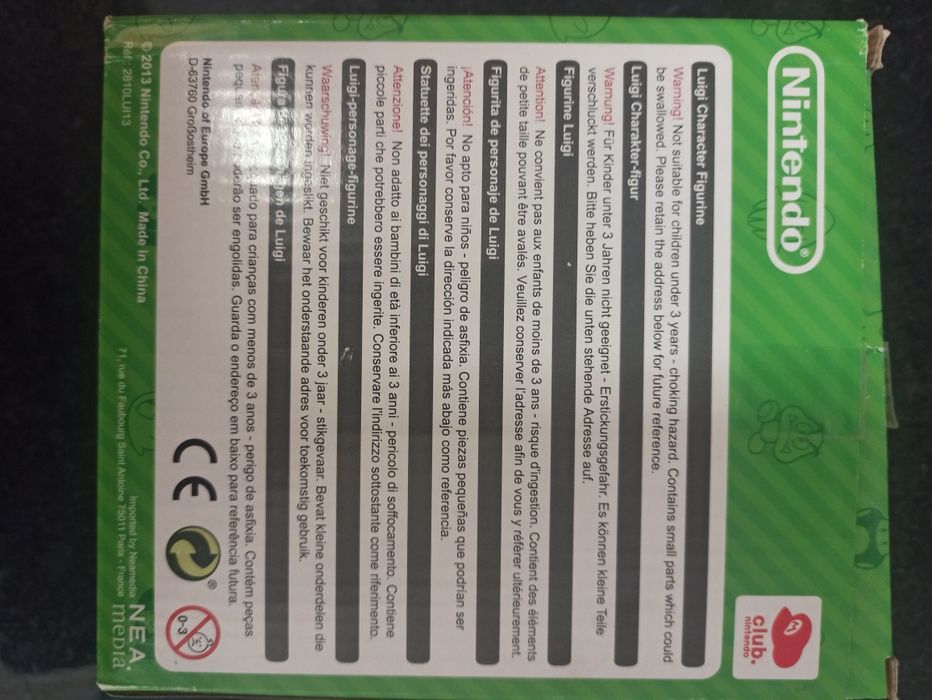 Nintendo®
club.
nintendo
Luigi Character Figurine
Warning! Not suitable for children under 3 years - choking hazard. Contains small parts which could
be swallowed. Please retain the address below for future reference.
Luigi Charakter-figur
Warnung! Für Kinder unter 3 Jahren nicht geeignet - Erstickungsgefahr. Es können kleine Teile
verschluckt werden. Bitte heben Sie die unten stehende Adresse auf.
Figurine Luigi
Attention! Ne convient pas aux enfants de moins de 3 ans - risque d'ingestion. Contient des éléments
de petite taille pouvant être avalés. Veuillez conserver l'adresse afin de vous y référer ultérieurement.
Figurita de personaje de Luigi
¡Atención! No apto para niños - peligro de asfixia. Contiene piezas pequeñas que podrían ser
ingeridas. Por favor conserve la dirección indicada más abajo como referencia.
Statuette dei personaggi di Luigi
Attenzione! Non adatto ai bambini di età inferiore ai 3 anni - pericolo di soffocamento. Contiene
piccole parti che potrebbero essere ingerite. Conservare l'indirizzo sottostante come riferimento.
Luigi-personage-figurine
Waarschuwing! Niet geschikt voor kinderen onder 3 jaar - stikgevaar. Bevat kleine onderdelen die
kunnen worden ingeslikt. Bewaar het onderstaande adres voor toekomstig gebruik.
Figura de Luigi
para crianças com menos de 3 anos - perigo de asfixia. Contém peças
poderão ser engolidas. Guarda o endereço em baixo para referência futura.
Nintendo of Europe GmbH
D-63700 Großostheim
CE
®
0-3
© 2013 Nintendo Co., Ltd. Made in China
Réf.: 2810LUI13
Imported by Neamedia
71, rue du Faubourg Saint Antoine 75011 Paris - France
NEA.
meDia